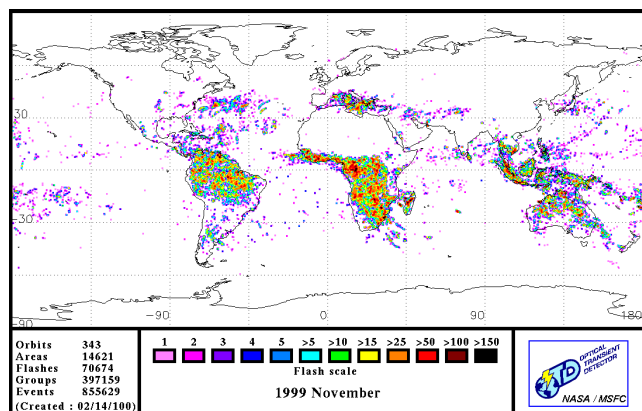 30
-30
-90
-90
0
90
180
Orbits 343
Areas 14621
Flashes 70674
Groups 397159
Events 855629
(Created : 02/14/100)
1 2 3 4 5 >5 >10 >15 >25 >50 >100 >150
Flash scale
1999 November
OTD
OPTICAL
TRANSIENT
DETECTOR
NASA / MSFC